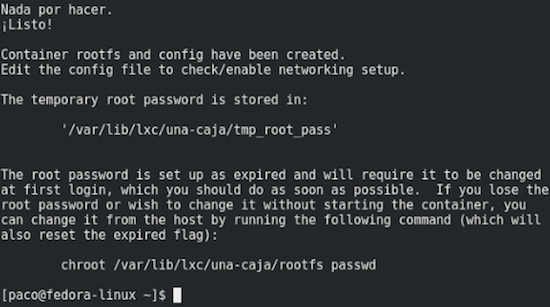 Nada por hacer.
¡Listo!
Container rootfs and config have been created.
Edit the config file to check/enable networking setup.
The temporary root password is stored in:
'/var/lib/lxc/una-caja/tmp_root_pass'
The root password is set up as expired and will require it to be changed
at first login, which you should do as soon as possible.  If you lose the
root password or wish to change it without starting the container, you
can change it from the host by running the following command (which will
also reset the expired flag):
chroot /var/lib/lxc/una-caja/rootfs passwd
[paco@fedora-linux ~]$